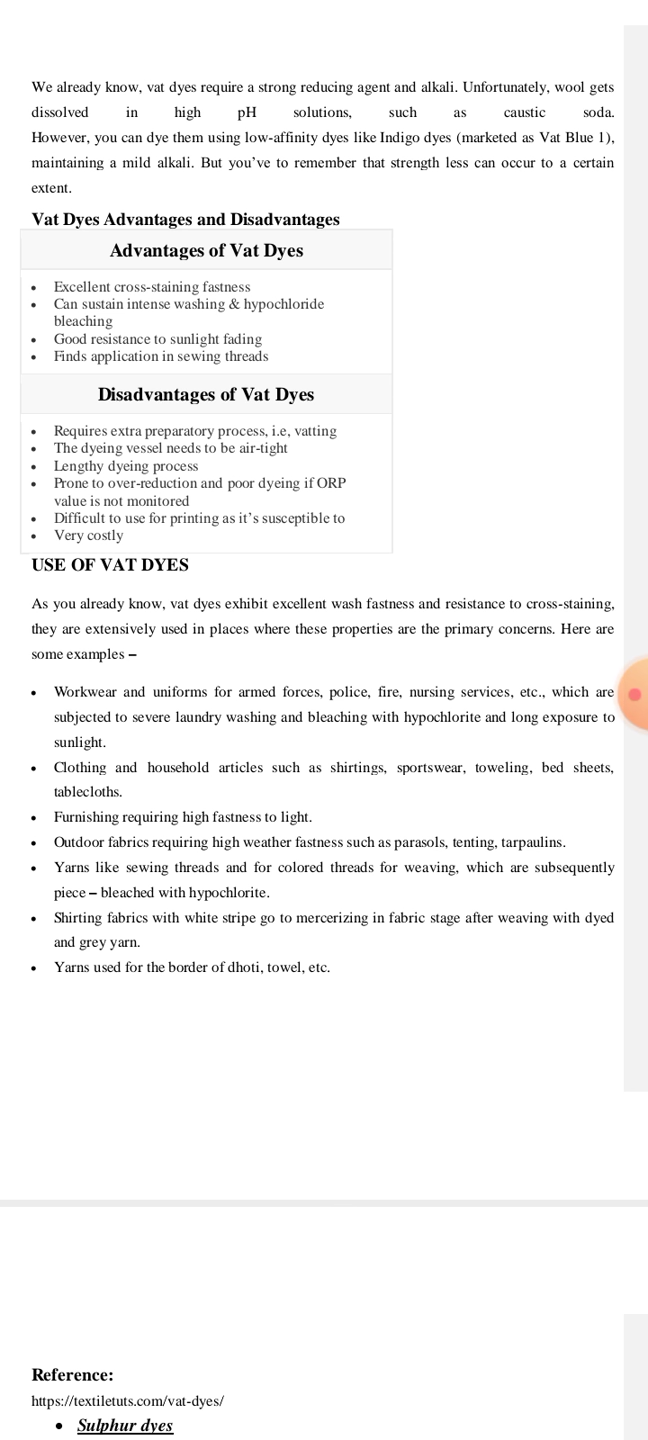 We already know, vat dyes require a strong reducing agent and alkali. Unfortunately, wool gets
dissolved in high pH solutions, such as caustic soda.
However, you can dye them using low-affinity dyes like Indigo dyes (marketed as Vat Blue 1),
maintaining a mild alkali. But you've to remember that strength less can occur to a certain
extent.
Vat Dyes Advantages and Disadvantages
Advantages of Vat Dyes
• Excellent cross-staining fastness
• Can sustain intense washing & hypochloride
bleaching
• Good resistance to sunlight fading
• Finds application in sewing threads
Disadvantages of Vat Dyes
• Requires extra preparatory process, i.e, vatting
• The dyeing vessel needs to be air-tight
• Lengthy dyeing process
• Prone to over-reduction and poor dyeing if ORP
value is not monitored
• Difficult to use for printing as it's susceptible to
• Very costly
USE OF VAT DYES
As you already know, vat dyes exhibit excellent wash fastness and resistance to cross-staining,
they are extensively used in places where these properties are the primary concerns. Here are
some examples –
• Workwear and uniforms for armed forces, police, fire, nursing services, etc., which are
subjected to severe laundry washing and bleaching with hypochlorite and long exposure to
sunlight.
• Clothing and household articles such as shirtings, sportswear, toweling, bed sheets,
tablecloths.
• Furnishing requiring high fastness to light.
• Outdoor fabrics requiring high weather fastness such as parasols, tenting, tarpaulins.
• Yarns like sewing threads and for colored threads for weaving, which are subsequently
piece – bleached with hypochlorite.
• Shirting fabrics with white stripe go to mercerizing in fabric stage after weaving with dyed
and grey yarn.
• Yarns used for the border of dhoti, towel, etc.
Reference:
https://textiletuts.com/vat-dyes/
• Sulphur dyes